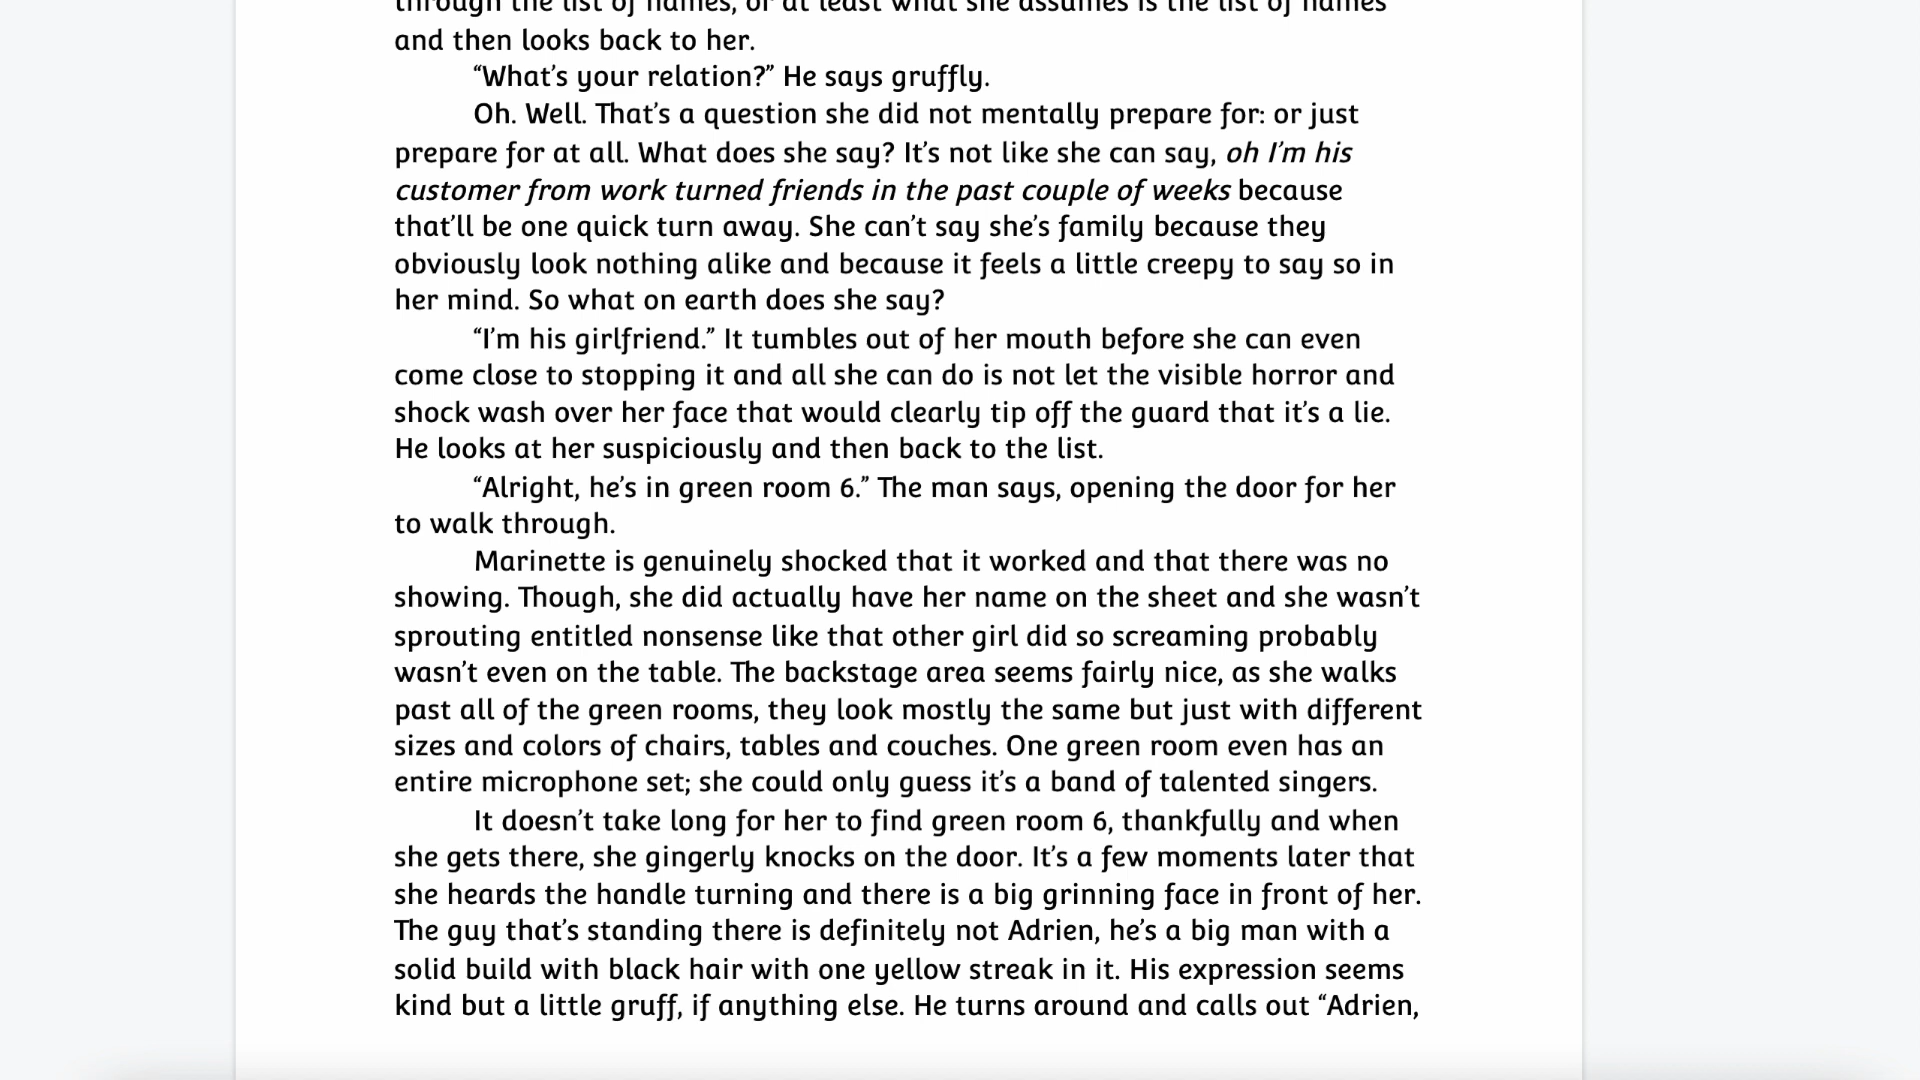 through the list of names, or at least what she assumes is the list of names
and then looks back to her.
“What’s your relation?” He says gruffly.
Oh. Well. That’s a question she did not mentally prepare for: or just
prepare for at all. What does she say? It’s not like she can say, oh I’m his
customer from work turned friends in the past couple of weeks because
that’ll be one quick turn away. She can’t say she’s family because they
obviously look nothing alike and because it feels a little creepy to say so in
her mind. So what on earth does she say?
“I’m his girlfriend.” It tumbles out of her mouth before she can even
come close to stopping it and all she can do is not let the visible horror and
shock wash over her face that would clearly tip off the guard that it’s a lie.
He looks at her suspiciously and then back to the list.
“Alright, he’s in green room 6.” The man says, opening the door for her
to walk through.
Marinette is genuinely shocked that it worked and that there was no
showing. Though, she did actually have her name on the sheet and she wasn’t
sprouting entitled nonsense like that other girl did so screaming probably
wasn’t even on the table. The backstage area seems fairly nice, as she walks
past all of the green rooms, they look mostly the same but just with different
sizes and colors of chairs, tables and couches. One green room even has an
entire microphone set; she could only guess it’s a band of talented singers.
It doesn’t take long for her to find green room 6, thankfully and when
she gets there, she gingerly knocks on the door. It’s a few moments later that
she heards the handle turning and there is a big grinning face in front of her.
The guy that’s standing there is definitely not Adrien, he’s a big man with a
solid build with black hair with one yellow streak in it. His expression seems
kind but a little gruff, if anything else. He turns around and calls out “Adrien,